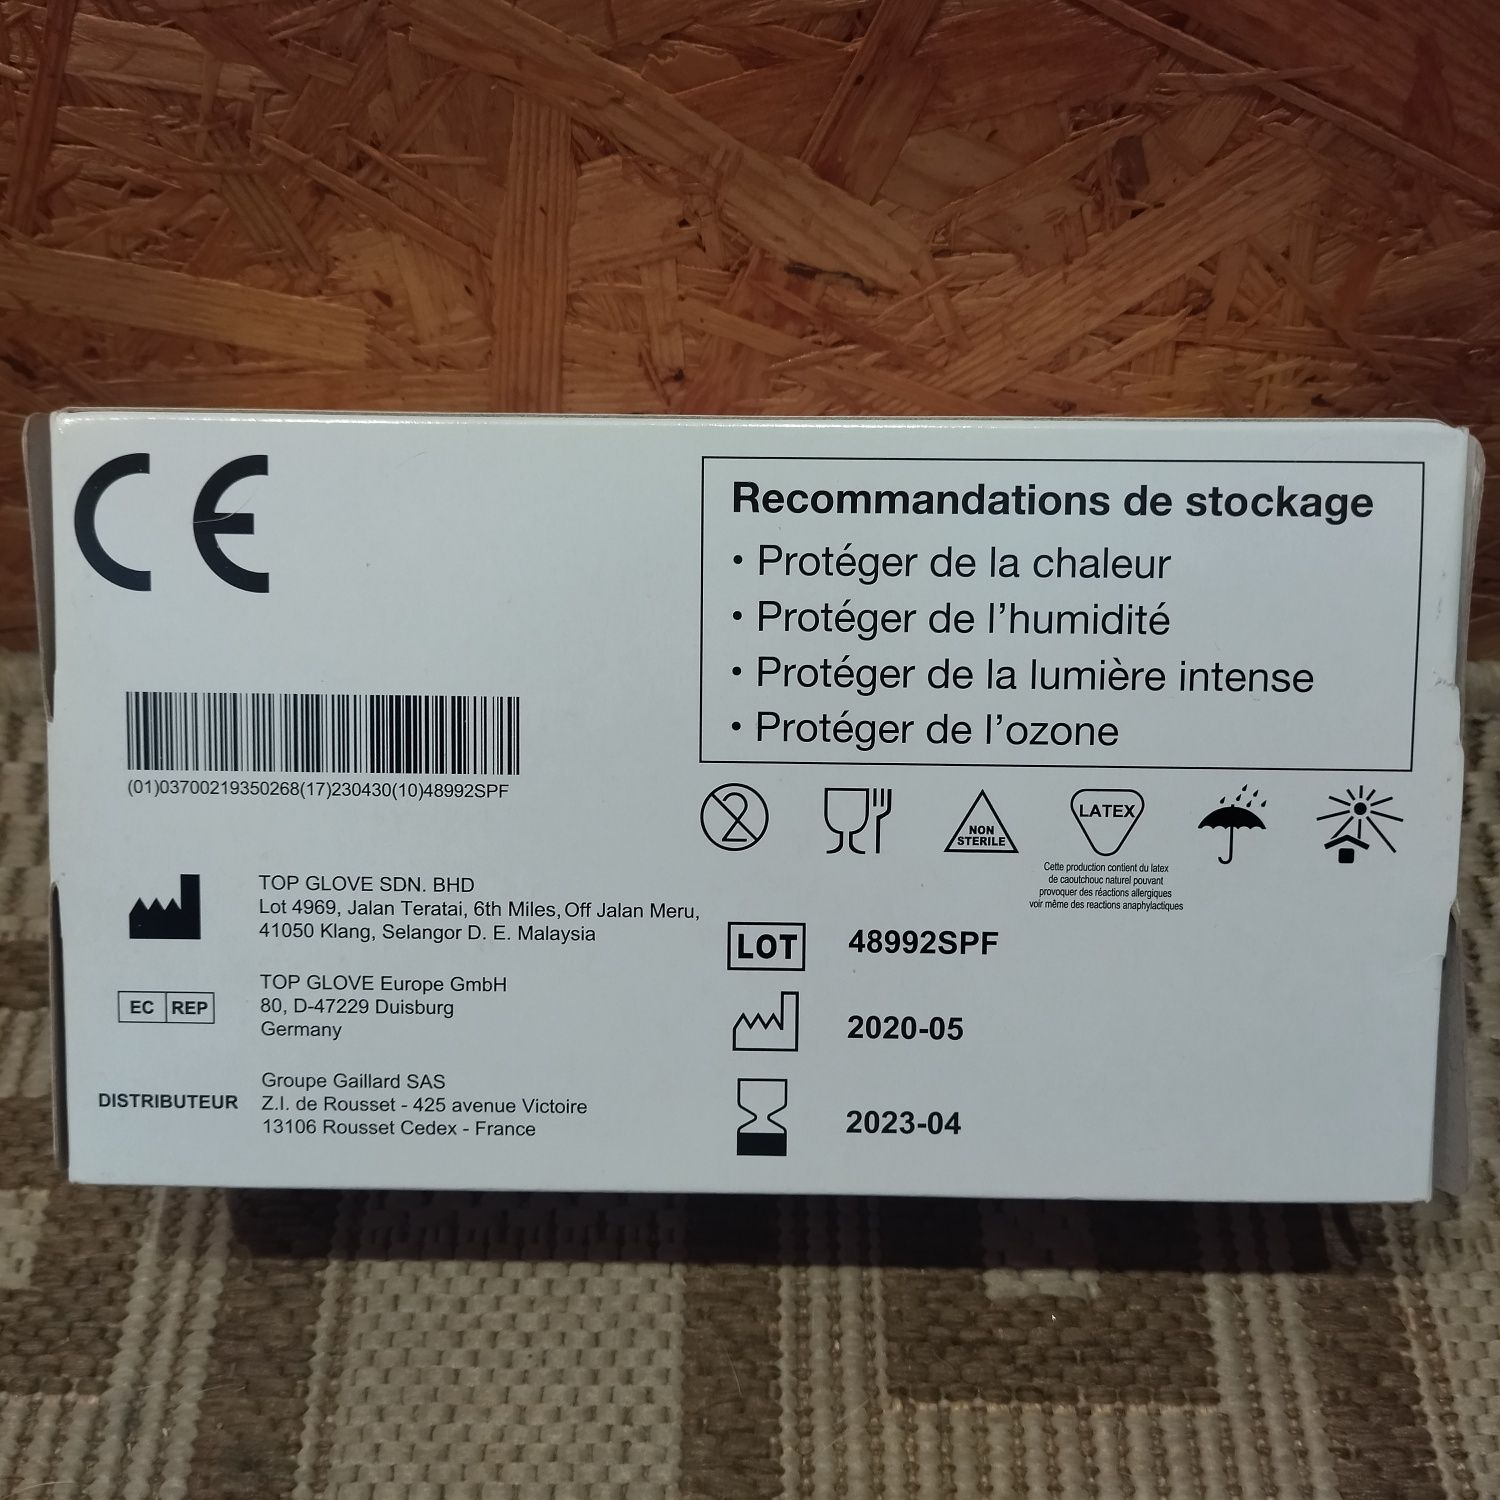 CE
Recommandations de stockage
• Protéger de la chaleur
• Protéger de l'humidité
• Protéger de la lumière intense
• Protéger de l'ozone
(01)03700219350268(17)230430(10)48992SPF
2
NON
STERILE
LATEX
Cette production contient du latex
de caoutchouc naturel pouvant
provoquer des réactions allergiques
voir même des reactions anaphylactiques
TOP GLOVE SDN. BHD
Lot 4969, Jalan Teratai, 6th Miles, Off Jalan Meru,
41050 Klang, Selangor D. E. Malaysia
EC REP
TOP GLOVE Europe GmbH
80, D-47229 Duisburg
Germany
DISTRIBUTEUR
Groupe Gaillard SAS
Z.I. de Rousset - 425 avenue Victoire
13106 Rousset Cedex - France
LOT 48992SPF
2020-05
2023-04